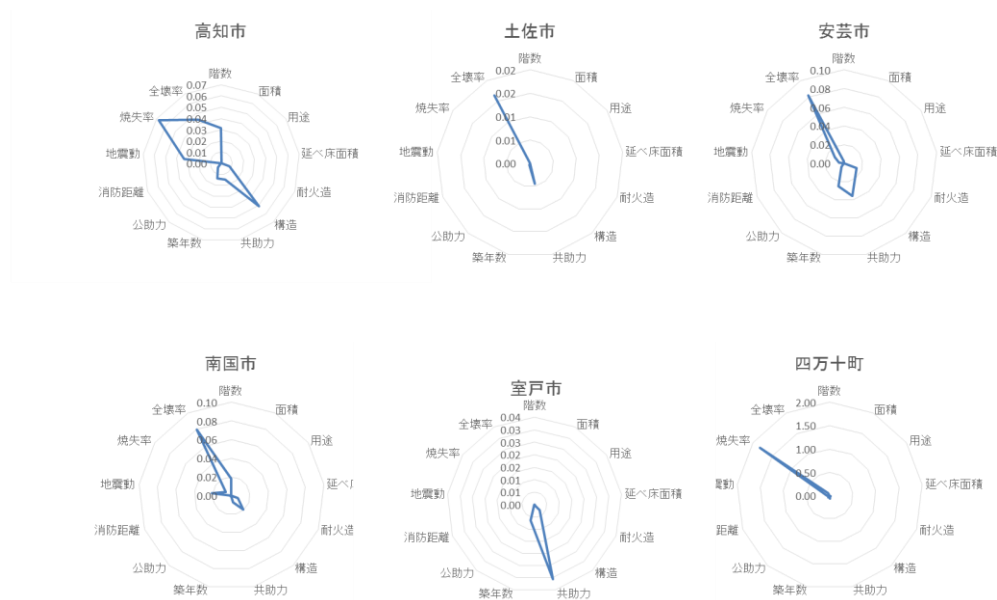 高知市
階数
面積
用途
延べ床面積
耐火造
構造
共助力
築年数
公助力
消防距離
地震動
焼失率
全壊率
0.07
0.06
0.05
0.04
0.03
0.02
0.01
0.00
土佐市
階数
面積
用途
延べ床面積
耐火造
構造
共助力
築年数
公助力
消防距離
地震動
焼失率
全壊率
0.02
0.02
0.01
0.01
0.00
安芸市
階数
面積
用途
延べ床面積
耐火造
構造
共助力
築年数
公助力
消防距離
地震動
焼失率
全壊率
0.10
0.08
0.06
0.04
0.02
0.00
南国市
階数
面積
用途
延べ
耐火造
構造
共助力
築年数
公助力
消防距離
地震動
焼失率
全壊率
0.10
0.08
0.06
0.04
0.02
0.00
室戸市
階数
面積
用途
延べ床面積
耐火造
構造
共助力
築年数
公助力
消防距離
地震動
焼失率
全壊率
0.04
0.03
0.03
0.02
0.02
0.01
0.01
0.00
四万十町
階数
面積
用途
延べ床面積
耐火造
構造
共助力
築年数
公助力
距離
震動
焼失率
全壊率
2.00
1.50
1.00
0.50
0.00